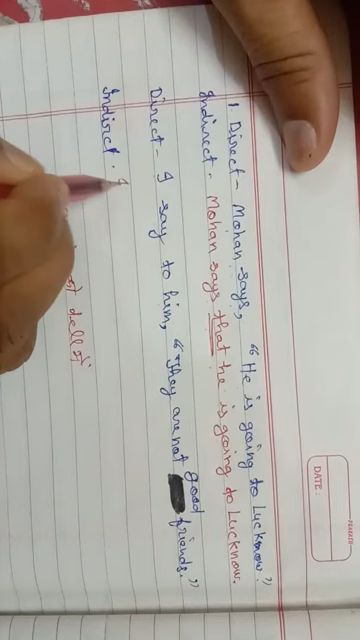 DATE:
1. Direct - Mohan says, "He is going to Lucknow."
Indirect - Mohan says that he is going to Lucknow.
Direct - I say to him, "They are not good
friends."
Indirect - I